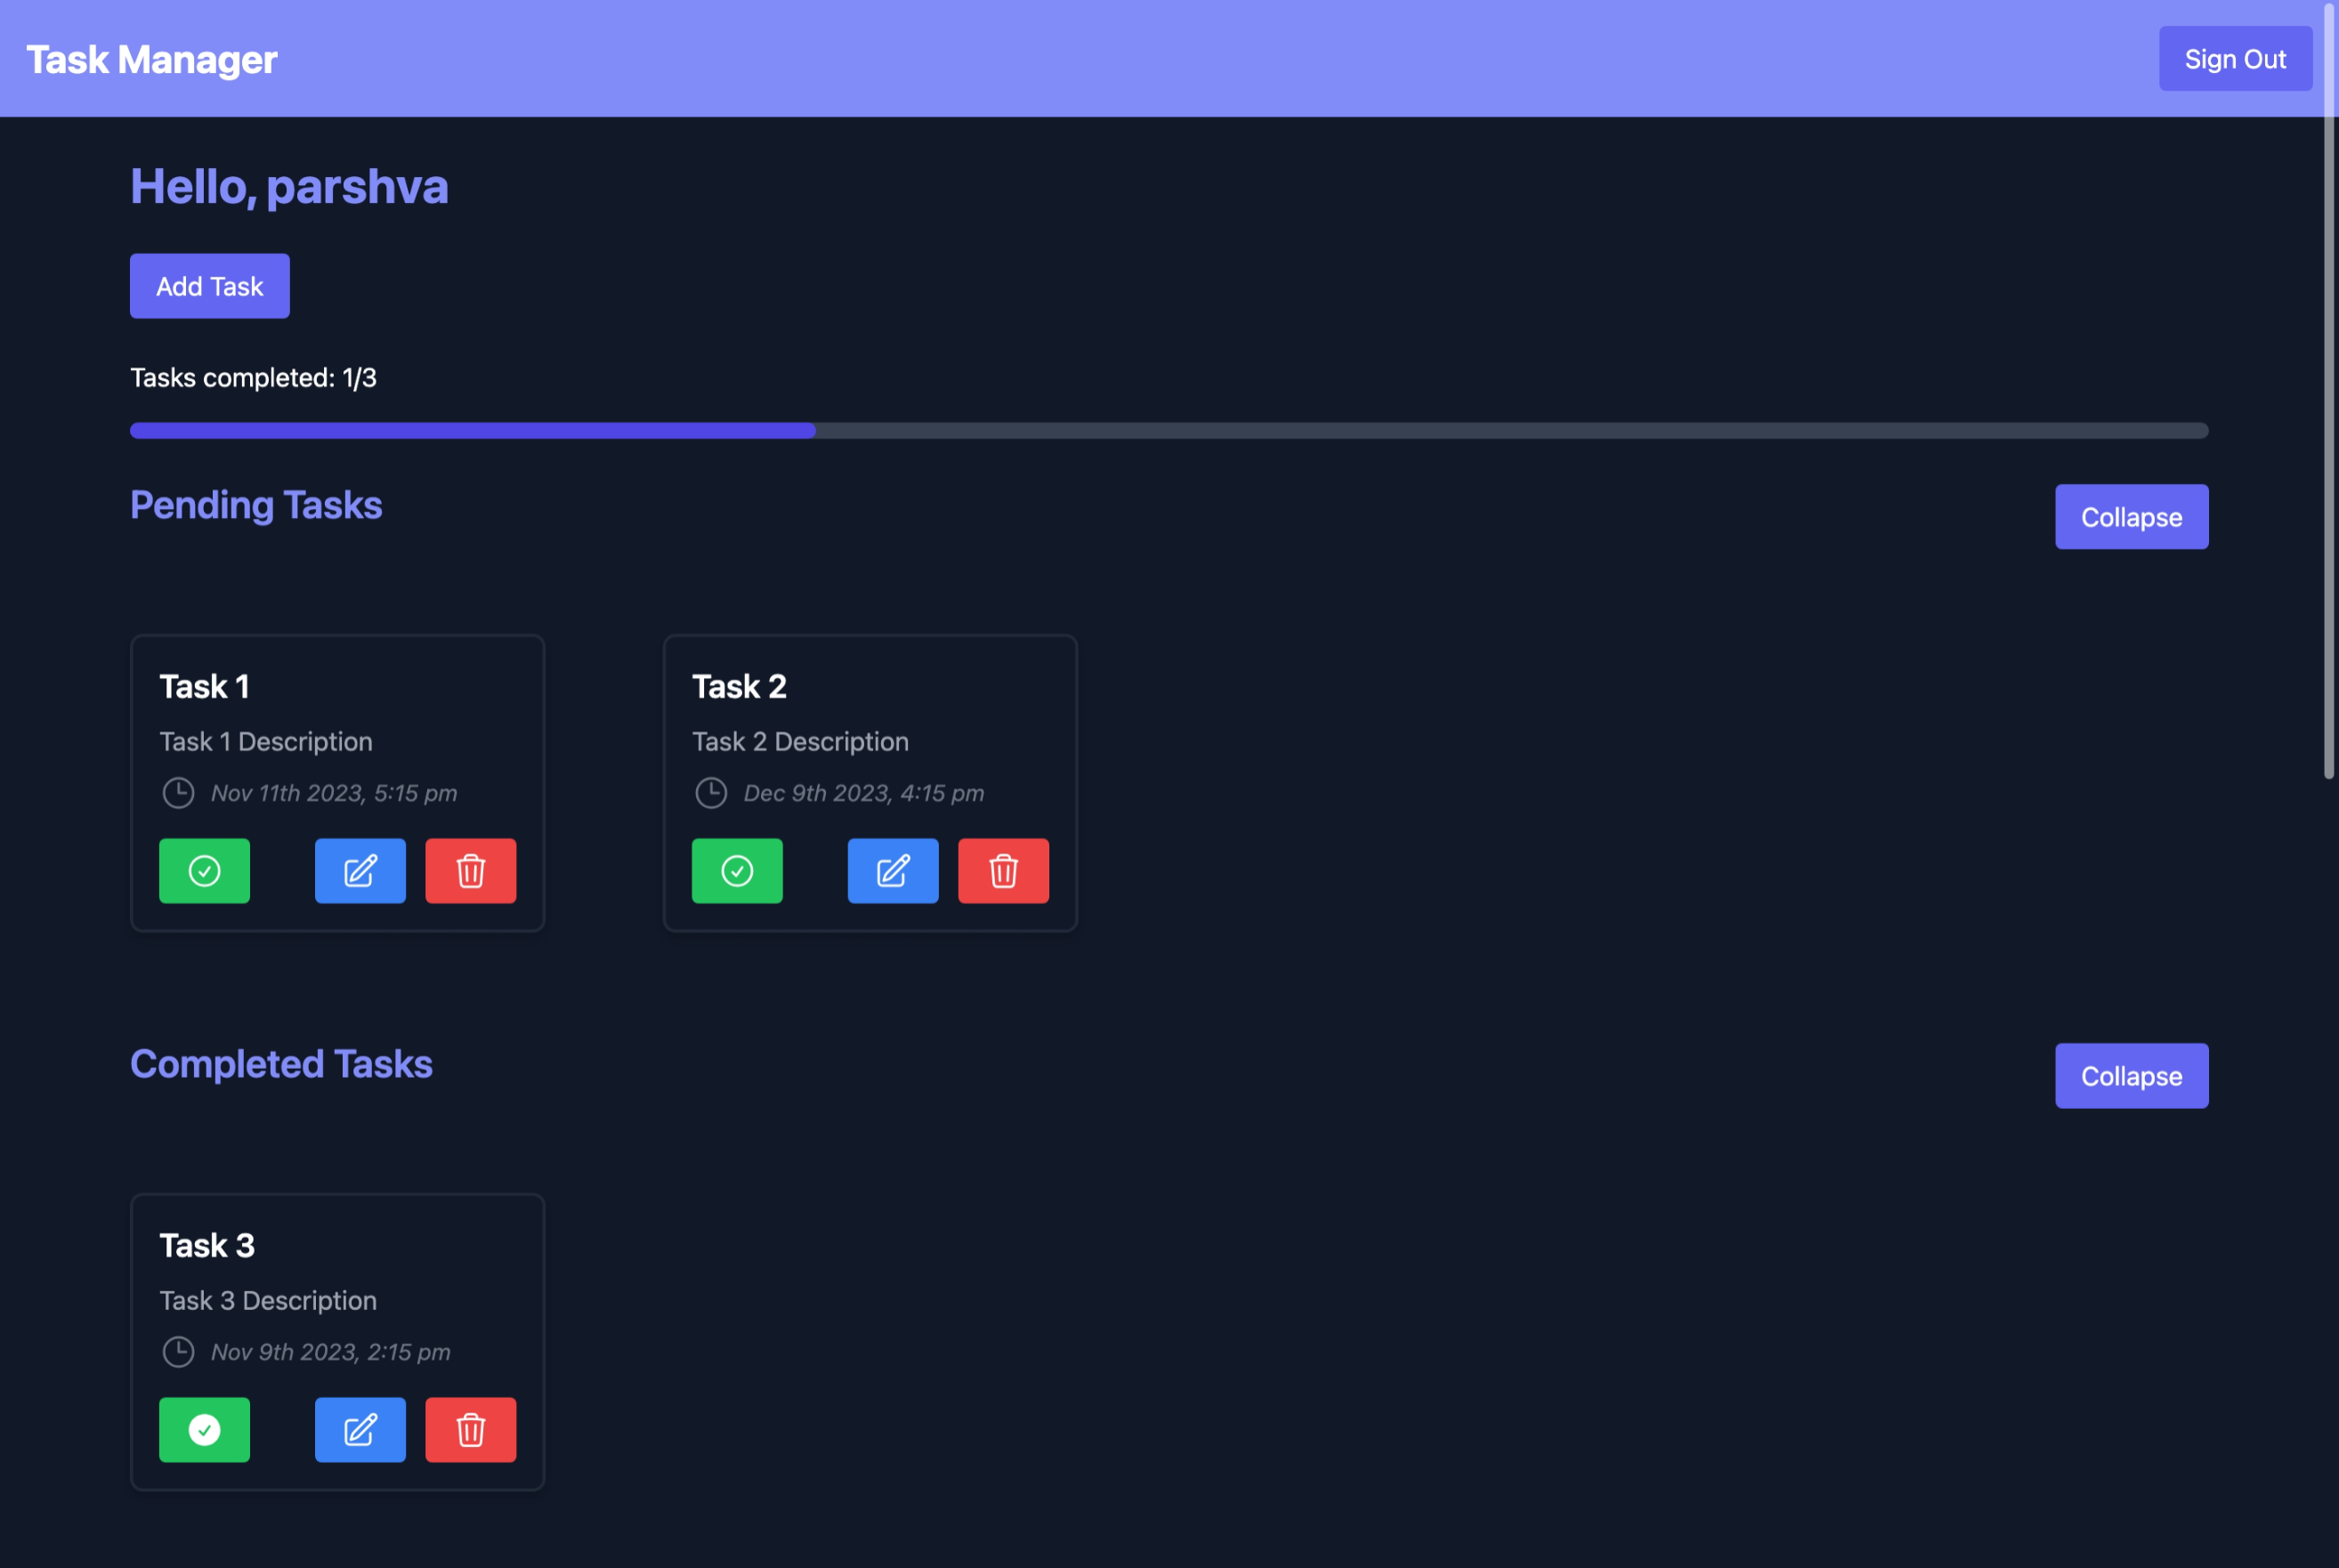 Task Manager
Sign Out
Hello, parshva
Add Task
Tasks completed: 1/3
Pending Tasks
Collapse
Task 1
Task 1 Description
Nov 11th 2023, 5:15 pm
Task 2
Task 2 Description
Dec 9th 2023, 4:15 pm
Completed Tasks
Collapse
Task 3
Task 3 Description
Nov 9th 2023, 2:15 pm